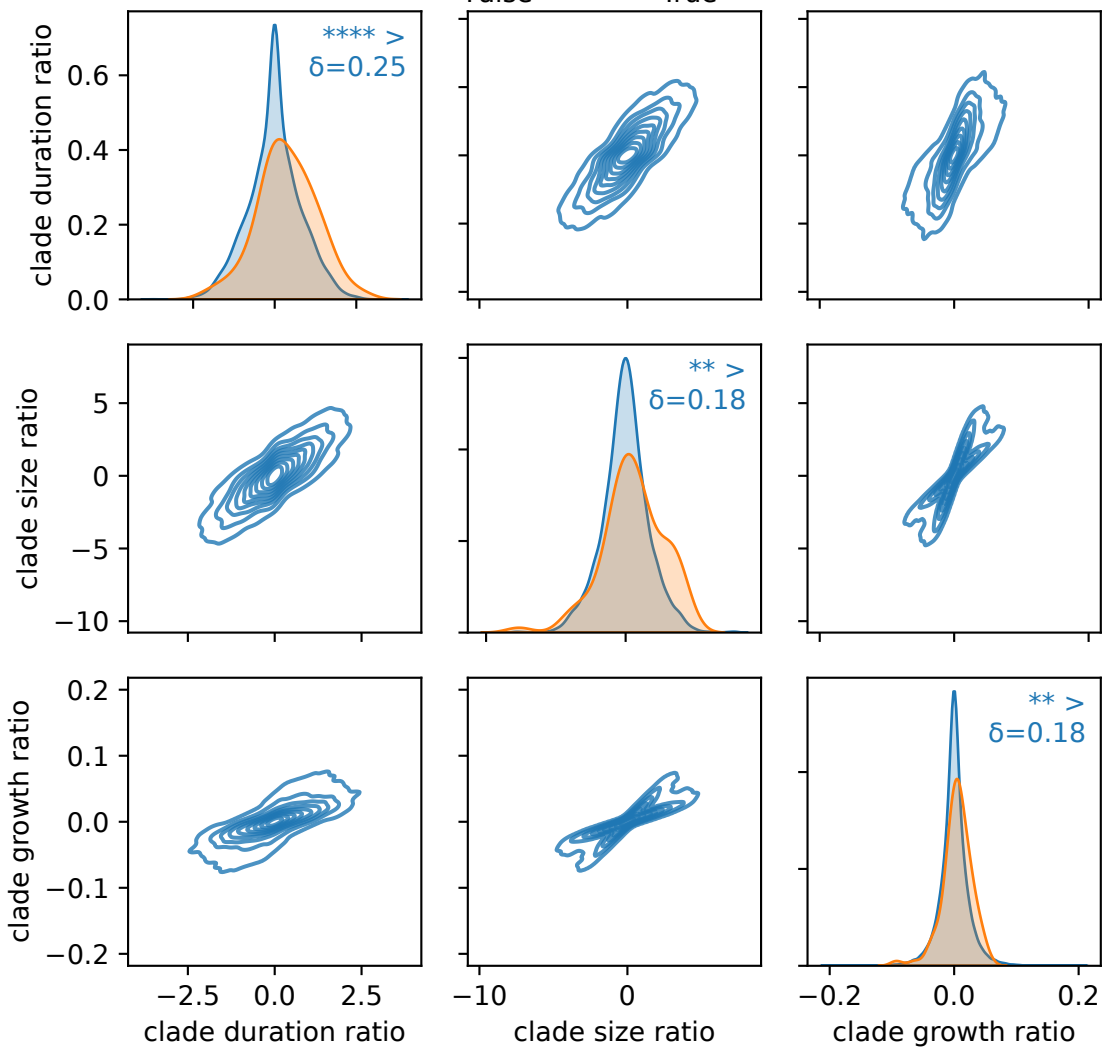 False True
clade duration ratio
0.6
0.4
0.2
0.0
**** >
δ=0.25
clade size ratio
5
0
−5
−10
** >
δ=0.18
clade growth ratio
0.2
0.1
0.0
−0.1
−0.2
** >
δ=0.18
−2.5 0.0 2.5
−10 0
−0.2 0.0 0.2
clade duration ratio
clade size ratio
clade growth ratio